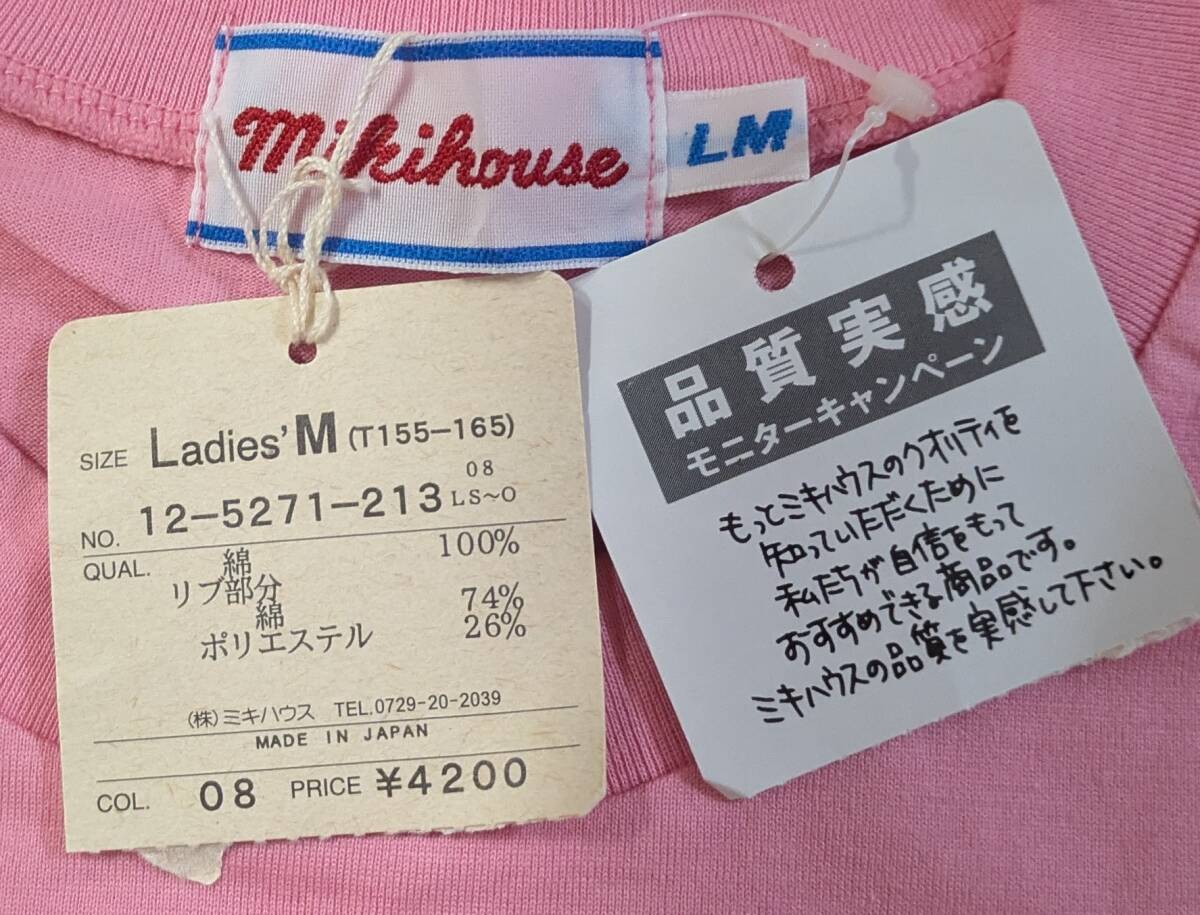 mikihouse
LM
SIZE Ladies'M (T155-165)
08
NO. 12-5271-213 LS~O
QUAL. 綿 100%
リブ部分
綿 74%
ポリエステル 26%
(株)ミキハウス TEL.0729-20-2039
MADE IN JAPAN
COL. 08 PRICE ¥4200
品質実感
モニターキャンペーン
もっとミキハウスのクオリティを
知っていただくために
私たちが自信をもって
おすすめできる商品です。
ミキハウスの品質を実感して下さい。